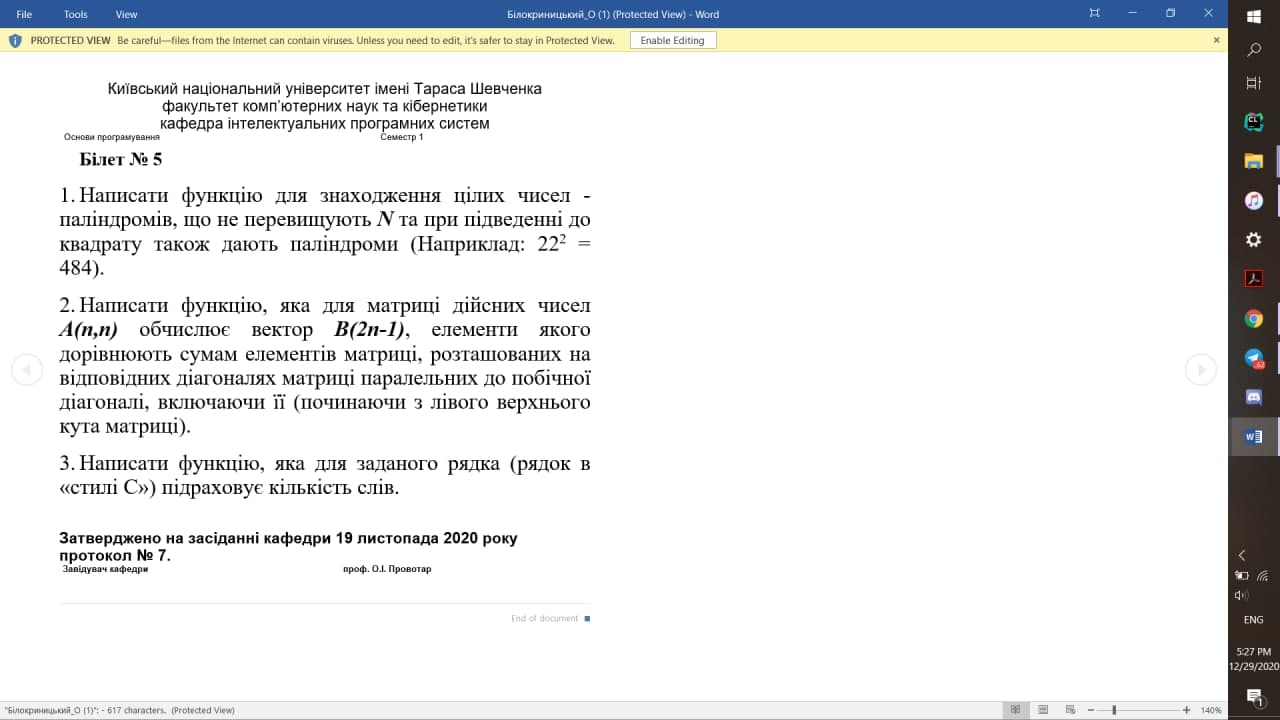 File Tools View Білокриницький_О (1) (Protected View) - Word
PROTECTED VIEW Be careful—files from the Internet can contain viruses. Unless you need to edit, it's safer to stay in Protected View. Enable Editing
Київський національний університет імені Тараса Шевченка
факультет комп’ютерних наук та кібернетики
кафедра інтелектуальних програмних систем
Основи програмування Семестр 1
Білет № 5
1. Написати функцію для знаходження цілих чисел -
паліндромів, що не перевищують N та при підведенні до
квадрату також дають паліндроми (Наприклад: 22² =
484).
2. Написати функцію, яка для матриці дійсних чисел
A(n,n) обчислює вектор B(2n-1), елементи якого
дорівнюють сумам елементів матриці, розташованих на
відповідних діагоналях матриці паралельних до побічної
діагоналі, включаючи її (починаючи з лівого верхнього
кута матриці).
3. Написати функцію, яка для заданого рядка (рядок в
«стилі С») підраховує кількість слів.
Затверджено на засіданні кафедри 19 листопада 2020 року
протокол № 7.
Завідувач кафедри проф. О.І. Провотар
End of document
"Білокриницький_О (1)": - 617 characters. (Protected View)
140%
CL
W
ENG
5:27 PM
12/29/2020
1